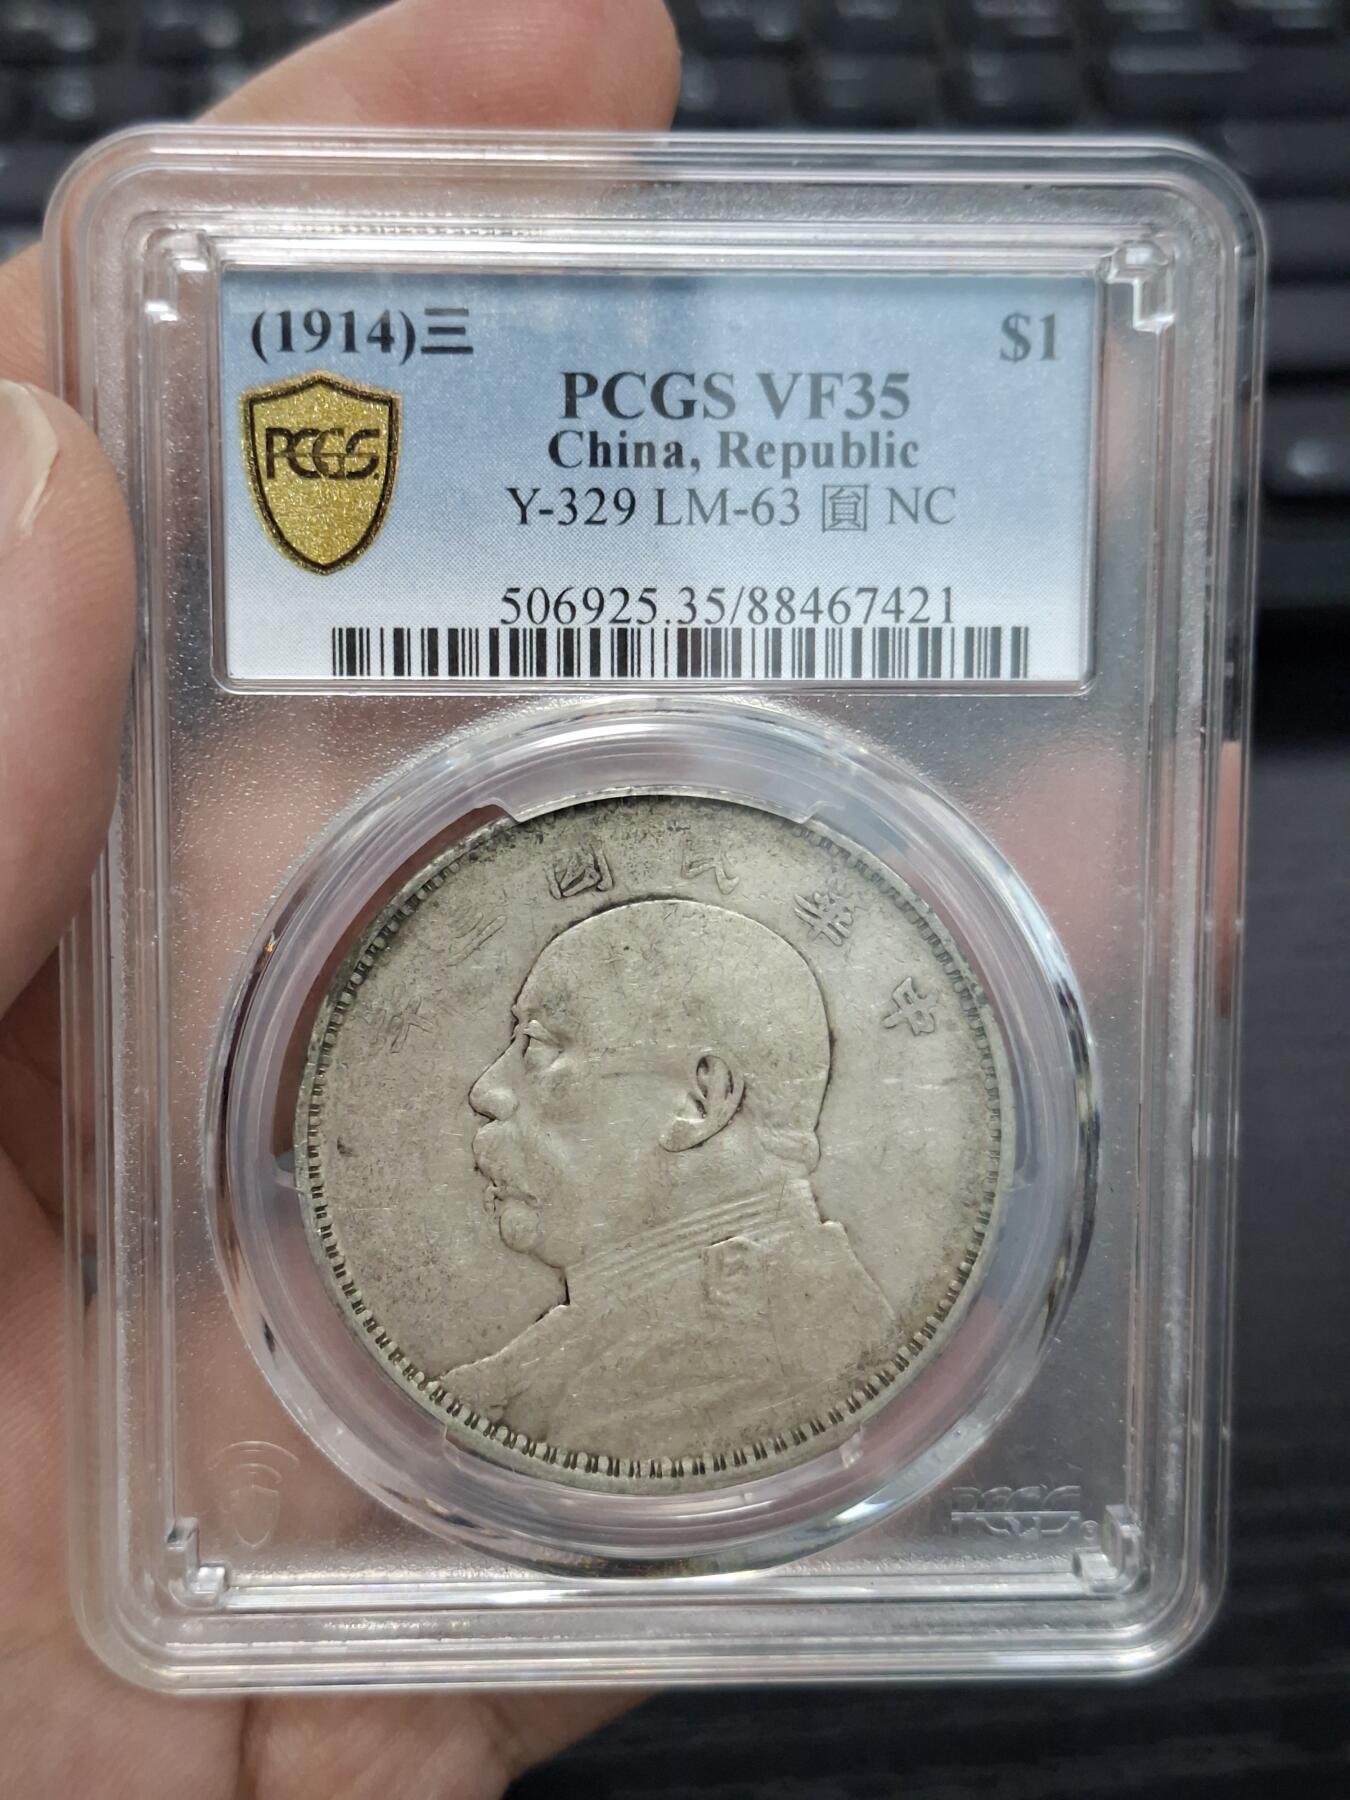 (1914)三 $1
PCGS VF35
PCGS
China, Republic
Y-329 LM-63 圓 NC
506925.35/88467421
年三國民華中
PCGS